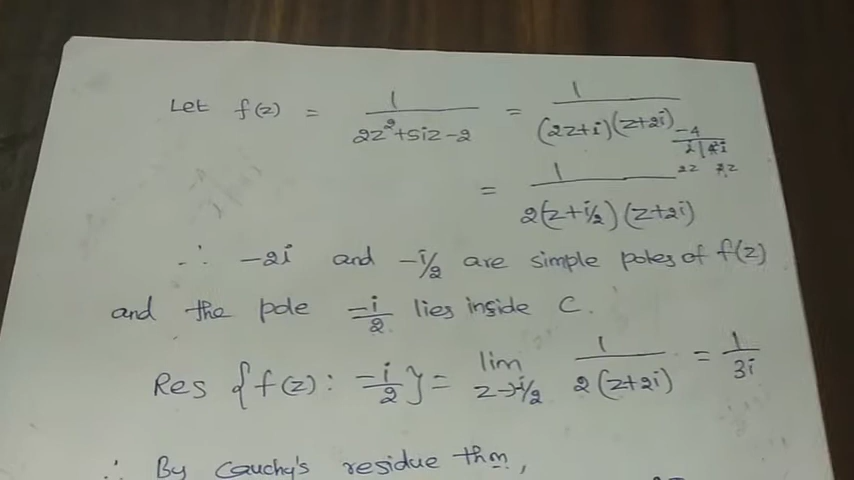 Let f(z) = 1/(2z²+5iz-2) = 1/((2z+i)(z+2i))
= 1/(2(z+i/2)(z+2i))
∴ -2i and -i/2 are simple poles of f(z)
and the pole -i/2 lies inside C.
Res {f(z): -i/2} = lim z→-i/2 1/(2(z+2i)) = 1/3i
∴ By Cauchy's residue thm,